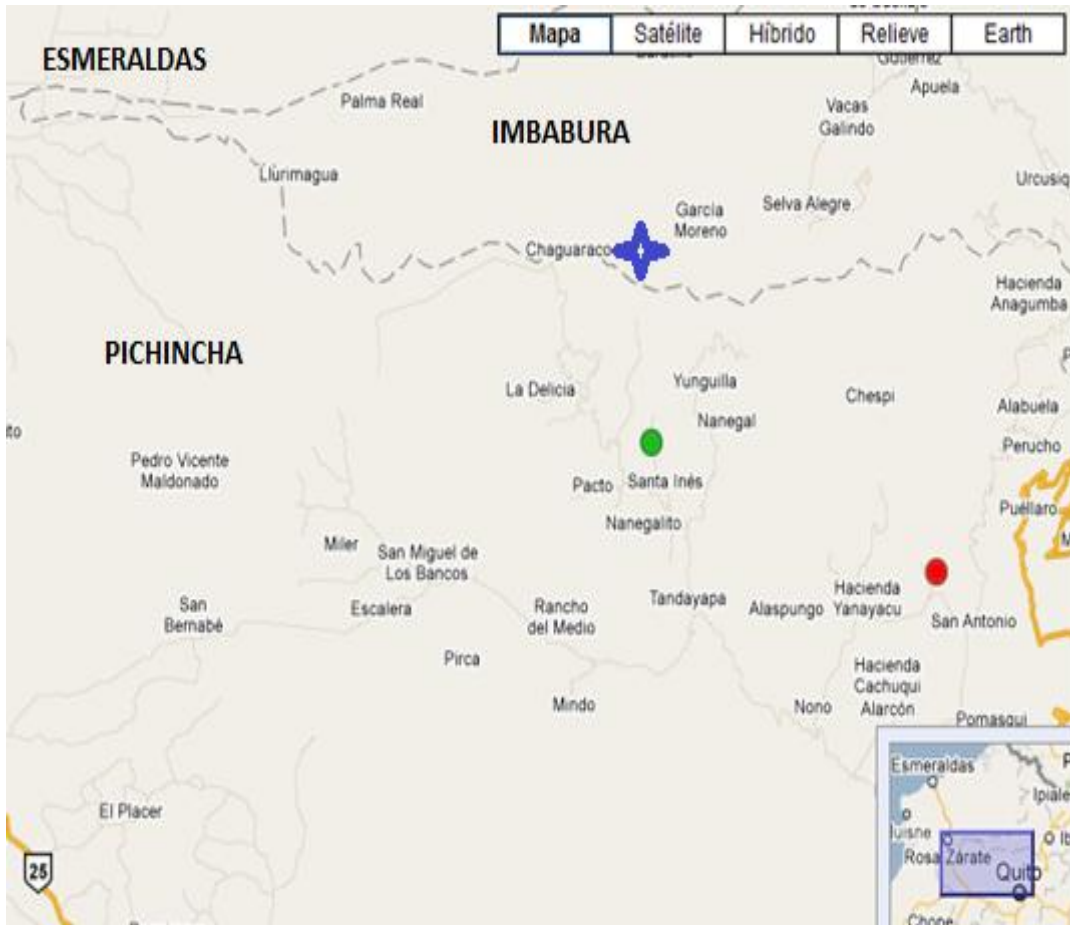 Mapa
Satélite
Híbrido
Relieve
Earth
ESMERALDAS
Gutiérrez
Apuela
Palma Real
Vacas
Galindo
IMBABURA
Llurimagua
Urcusiq
Selva Alegre
García
Moreno
Chaguaraco
Hacienda
Anagumba
PICHINCHA
La Delicia
Yunguilla
Chespi
Nanegal
Alabuela
Perucho
Pedro Vicente
Maldonado
Pacto
Santa Inés
Puéllaro
Nanegalito
Miler
San Miguel de
Los Bancos
San
Bernabé
Escalera
Rancho
del Medio
Tandayapa
Alaspungo
Hacienda
Yanayacu
San Antonio
Pirca
Mindo
Hacienda
Cachuqui
Alarcón
Nono
Pomasqui
El Placer
25
Esmeraldas
Ipiale
Rosa Zárate
Quito